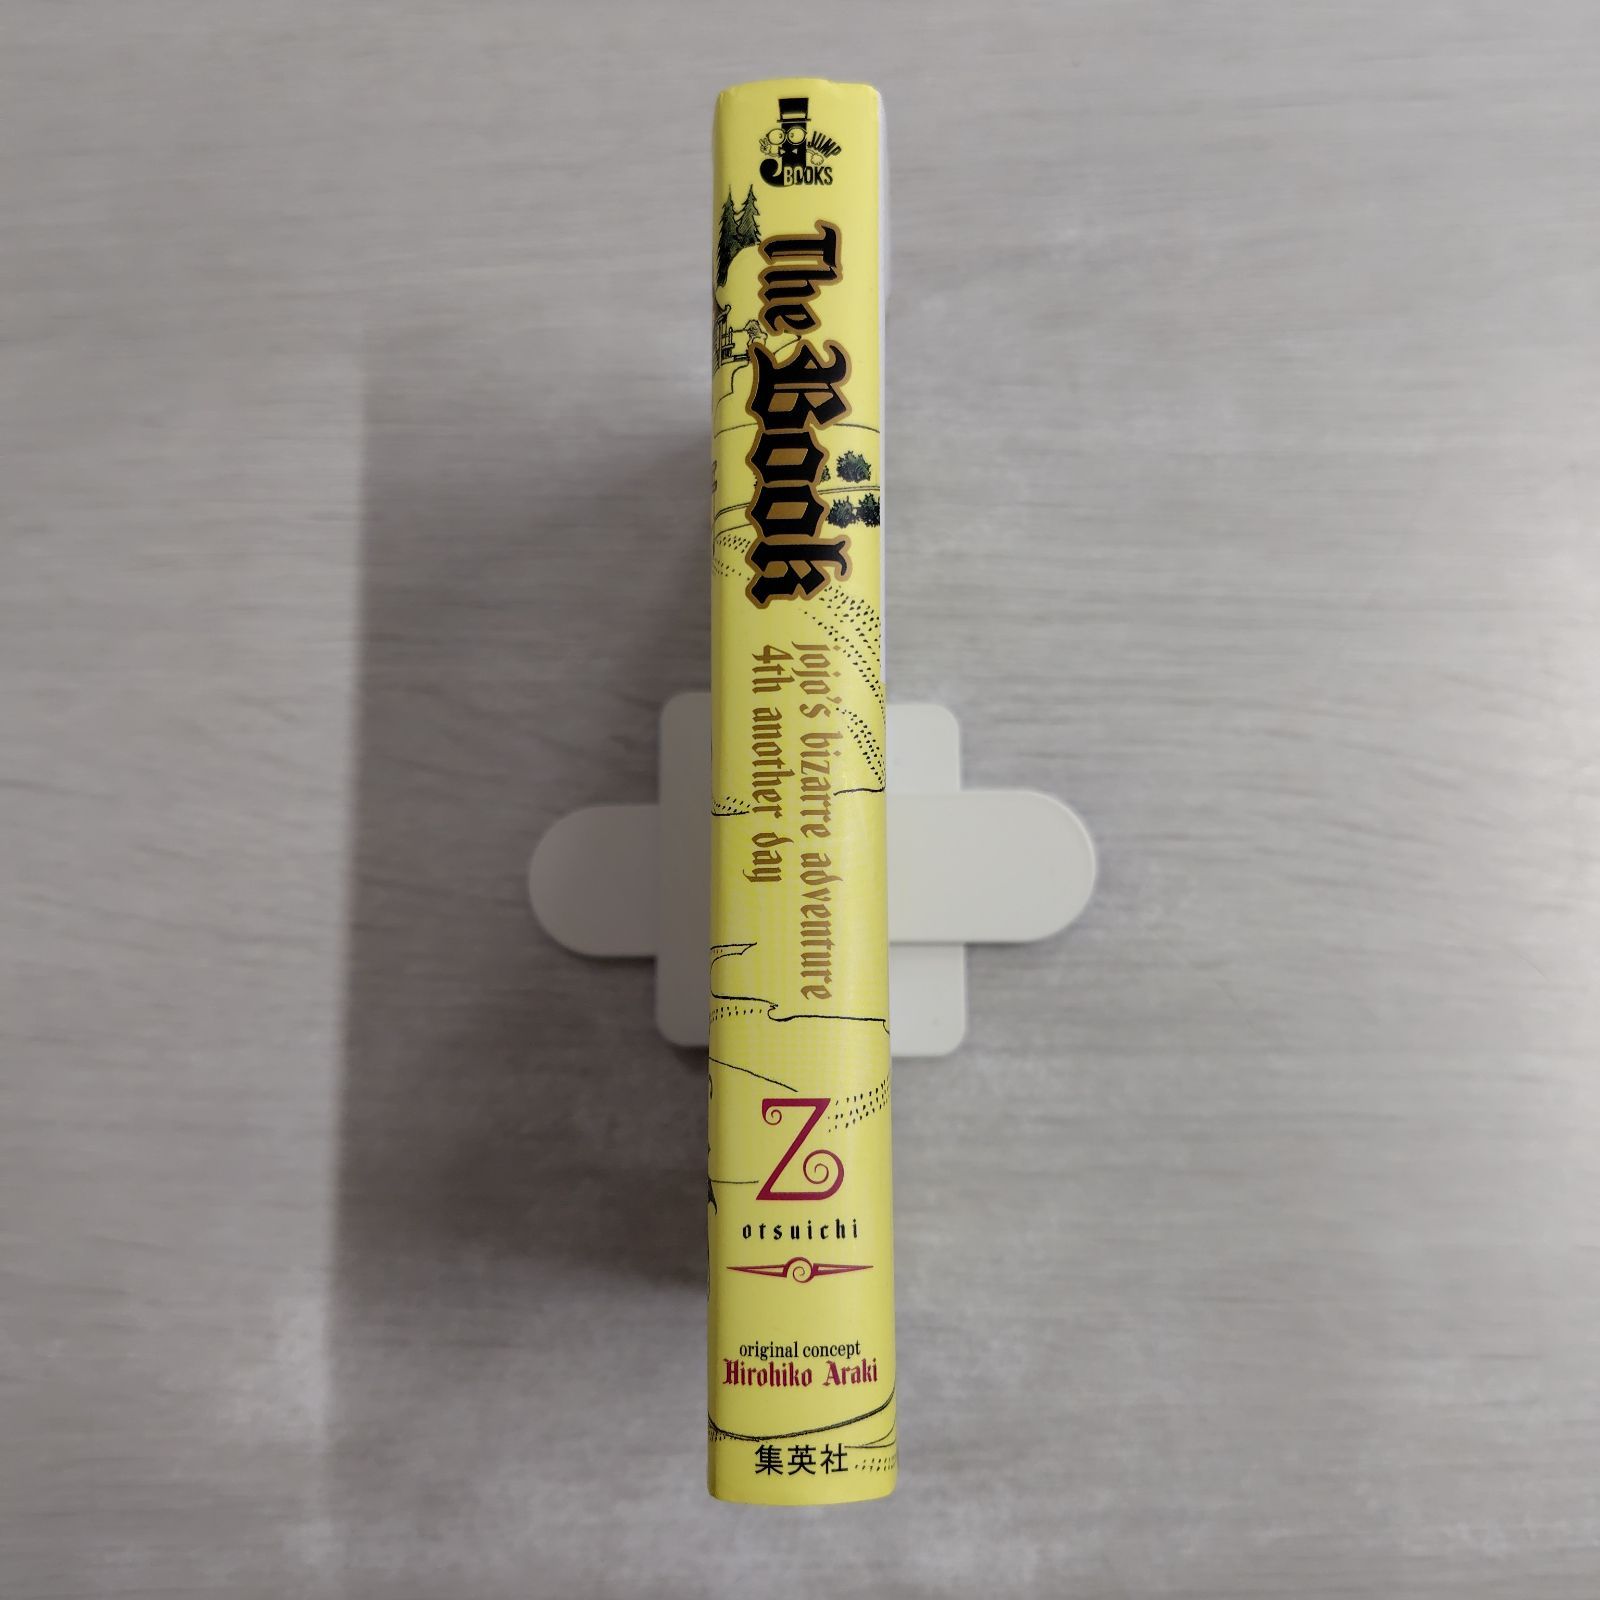 JUMP
BOOKS
The Book
jojo's bizarre adventure
4th another day
Z
otsuichi
original concept
Hirohiko Araki
集英社